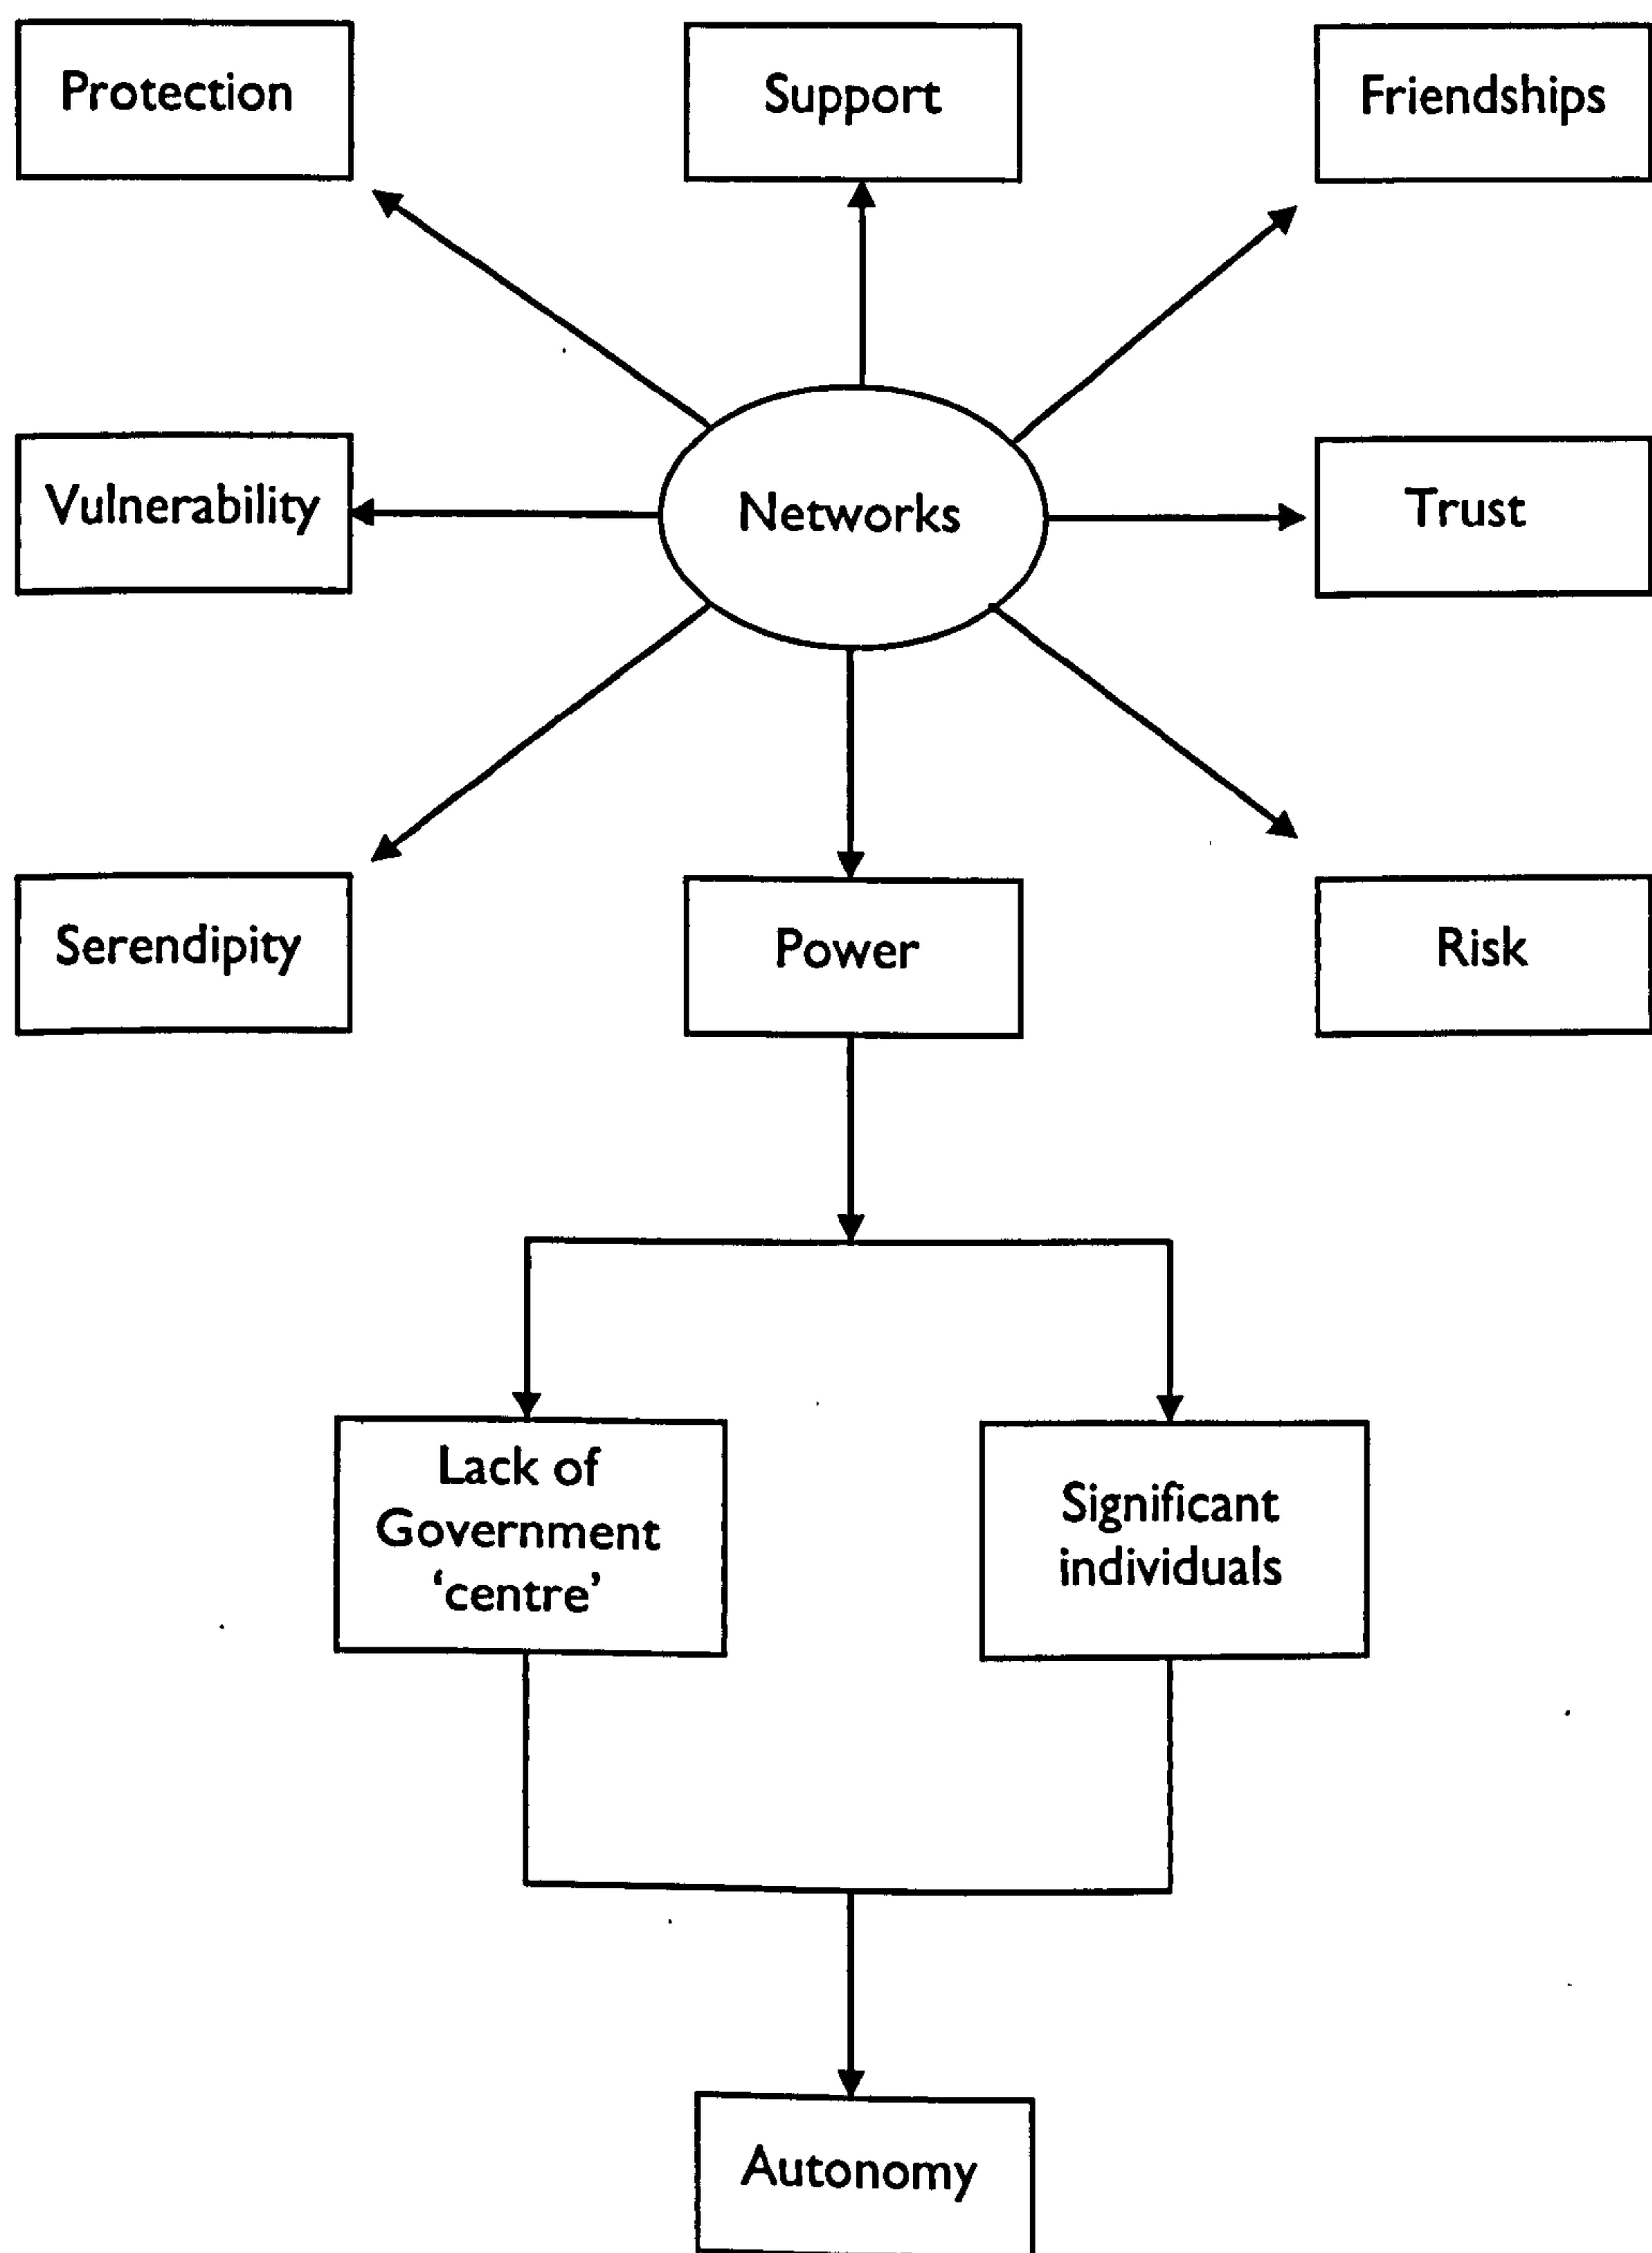 Protection
Support
Friendships
Vulnerability
Networks
Trust
Serendipity
Power
Risk
Lack of
Government
‘centre’
Significant
individuals
Autonomy